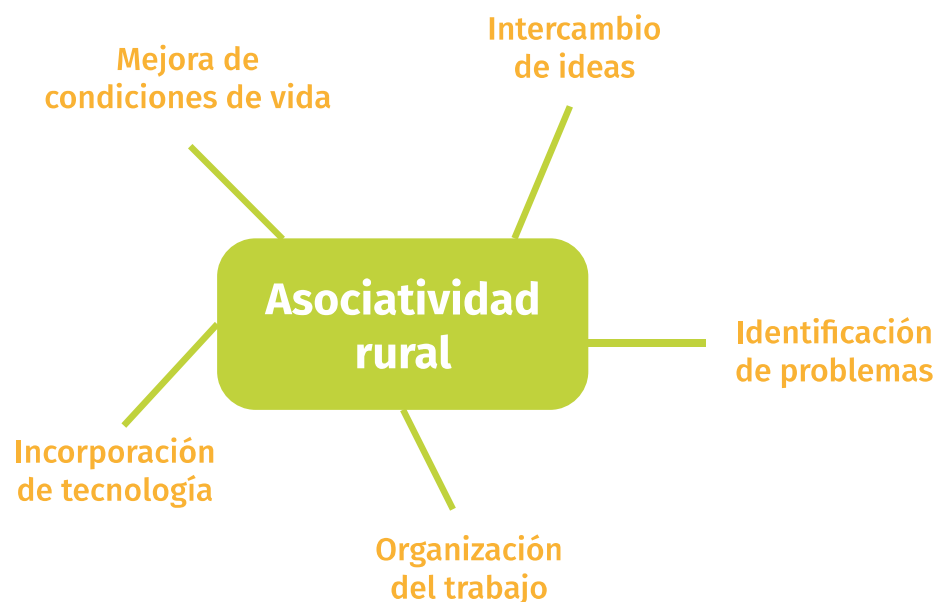 Intercambio
de ideas
Mejora de
condiciones de vida
Asociatividad
rural
Identificación
de problemas
Incorporación
de tecnología
Organización
del trabajo